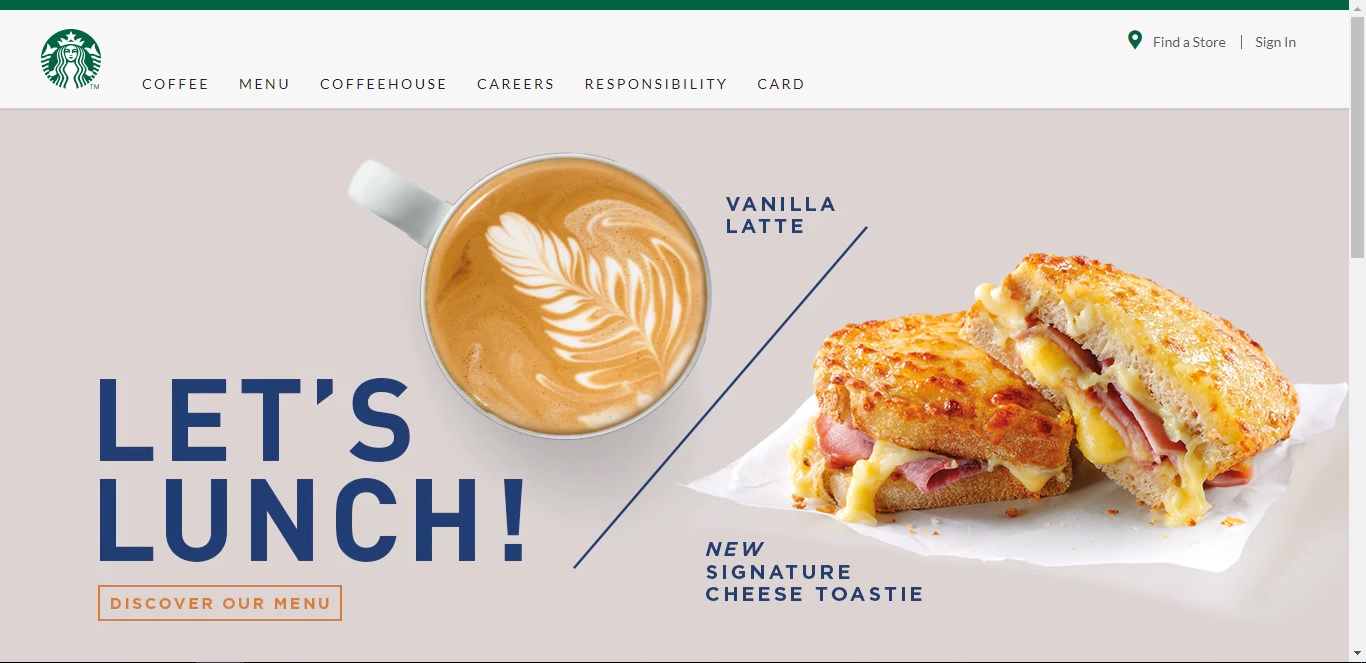 Find a Store | Sign In
TM
COFFEE MENU COFFEEHOUSE CAREERS RESPONSIBILITY CARD
VANILLA
LATTE
LET'S
LUNCH!
DISCOVER OUR MENU
NEW
SIGNATURE
CHEESE TOASTIE